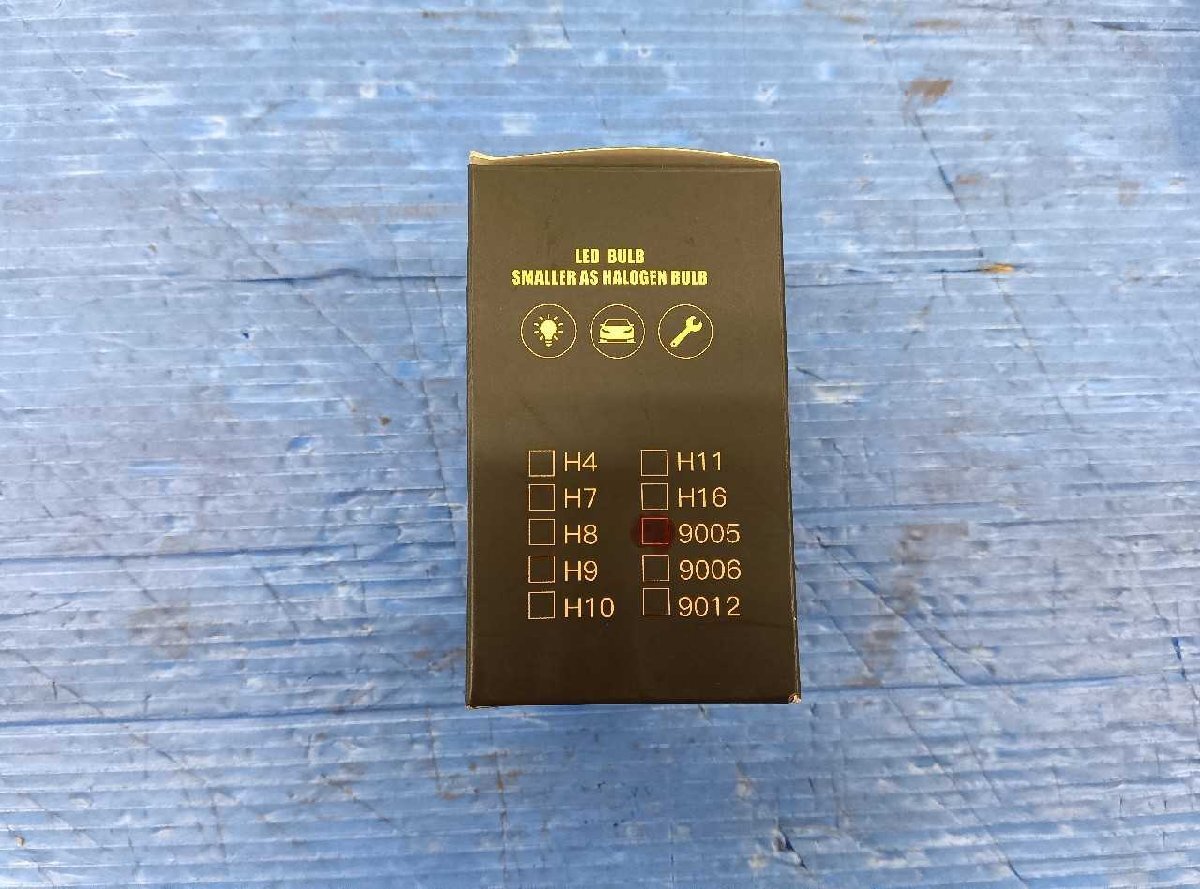 LED BULB
SMALLER AS HALOGEN BULB
H4
H7
H8
H9
H10
H11
H16
9005
9006
9012